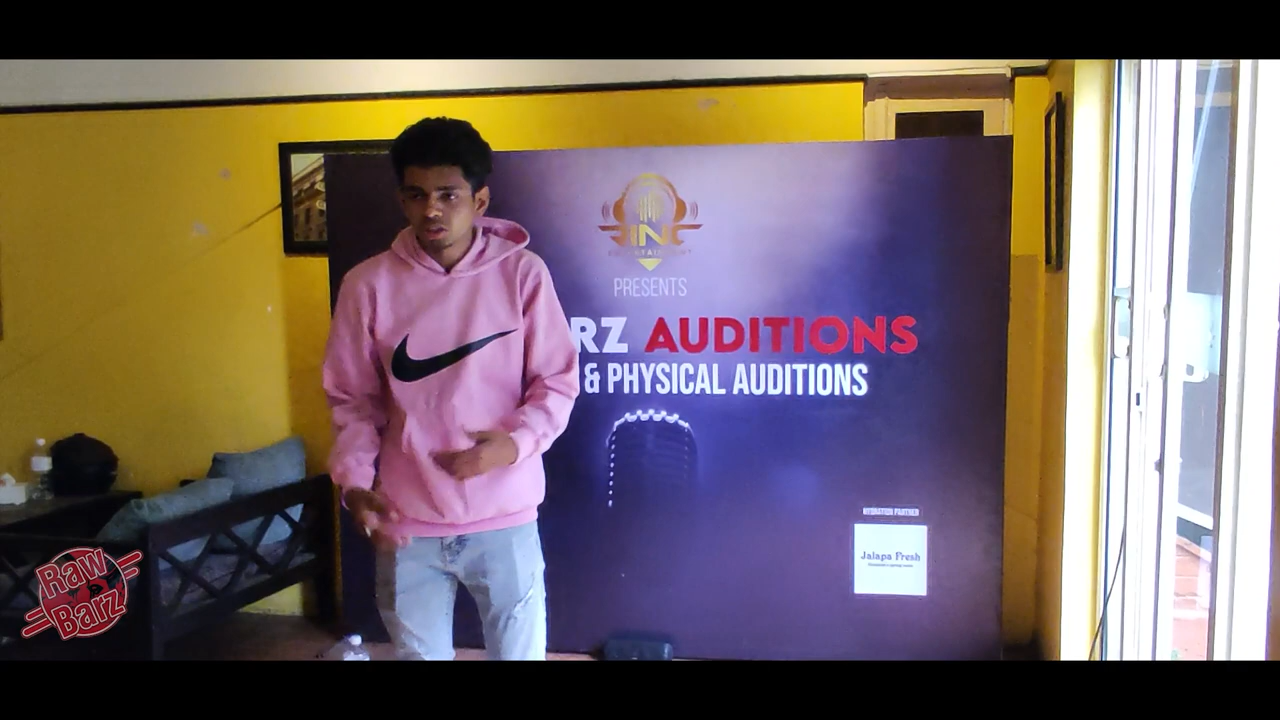 PRESENTS
RZ AUDITIONS
& PHYSICAL AUDITIONS
HYDRATION PARTNER
Jalapa Fresh
Raw
Barz